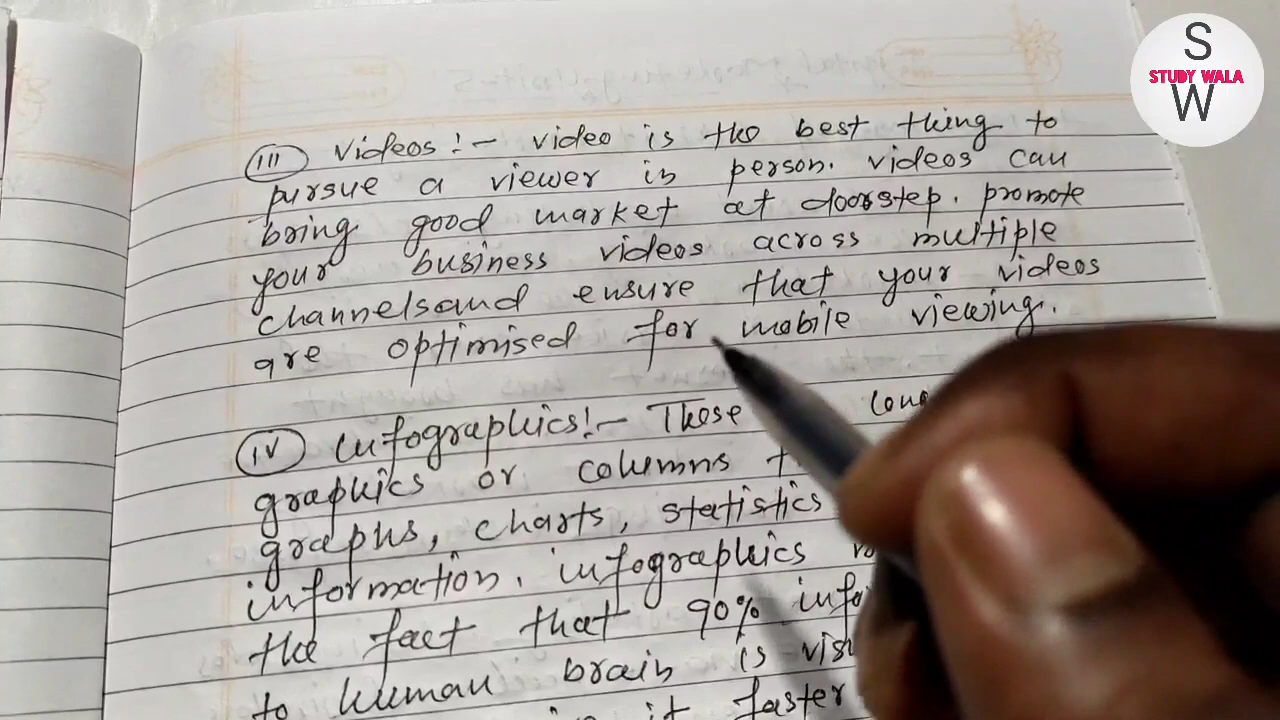 S
STUDY WALA
W
(iii) Videos:- video is the best thing to
pursue a viewer in person. videos can
bring good market at doorstep. promote
your business videos across multiple
channelsand ensure that your videos
are optimised for mobile viewing.
(iv) Infographics:- These
graphics or columns
graphs, charts, statistics
information. infographics
the fact that 90%
to human brain is
it faster